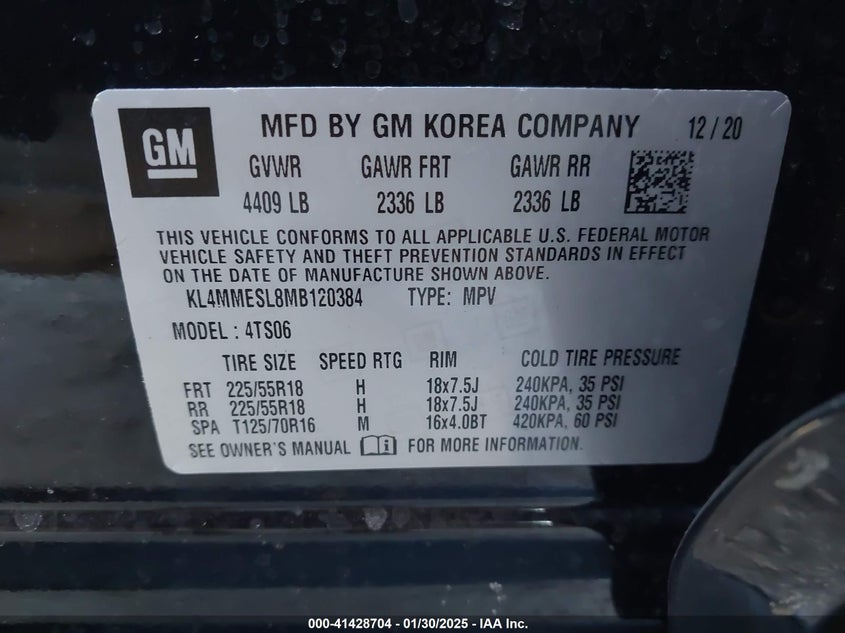 GM
MFD BY GM KOREA COMPANY 12/20
GVWR GAWR FRT GAWR RR
4409 LB 2336 LB 2336 LB
THIS VEHICLE CONFORMS TO ALL APPLICABLE U.S. FEDERAL MOTOR
VEHICLE SAFETY AND THEFT PREVENTION STANDARDS IN EFFECT
ON THE DATE OF MANUFACTURE SHOWN ABOVE.
KL4MMESL8MB120384 TYPE: MPV
MODEL : 4TS06
TIRE SIZE SPEED RTG RIM COLD TIRE PRESSURE
FRT 225/55R18 H 18x7.5J 240KPA, 35 PSI
RR 225/55R18 H 18x7.5J 240KPA, 35 PSI
SPA T125/70R16 M 16x4.0BT 420KPA, 60 PSI
SEE OWNER'S MANUAL FOR MORE INFORMATION.
000-41428704 - 01/30/2025 - IAA Inc.